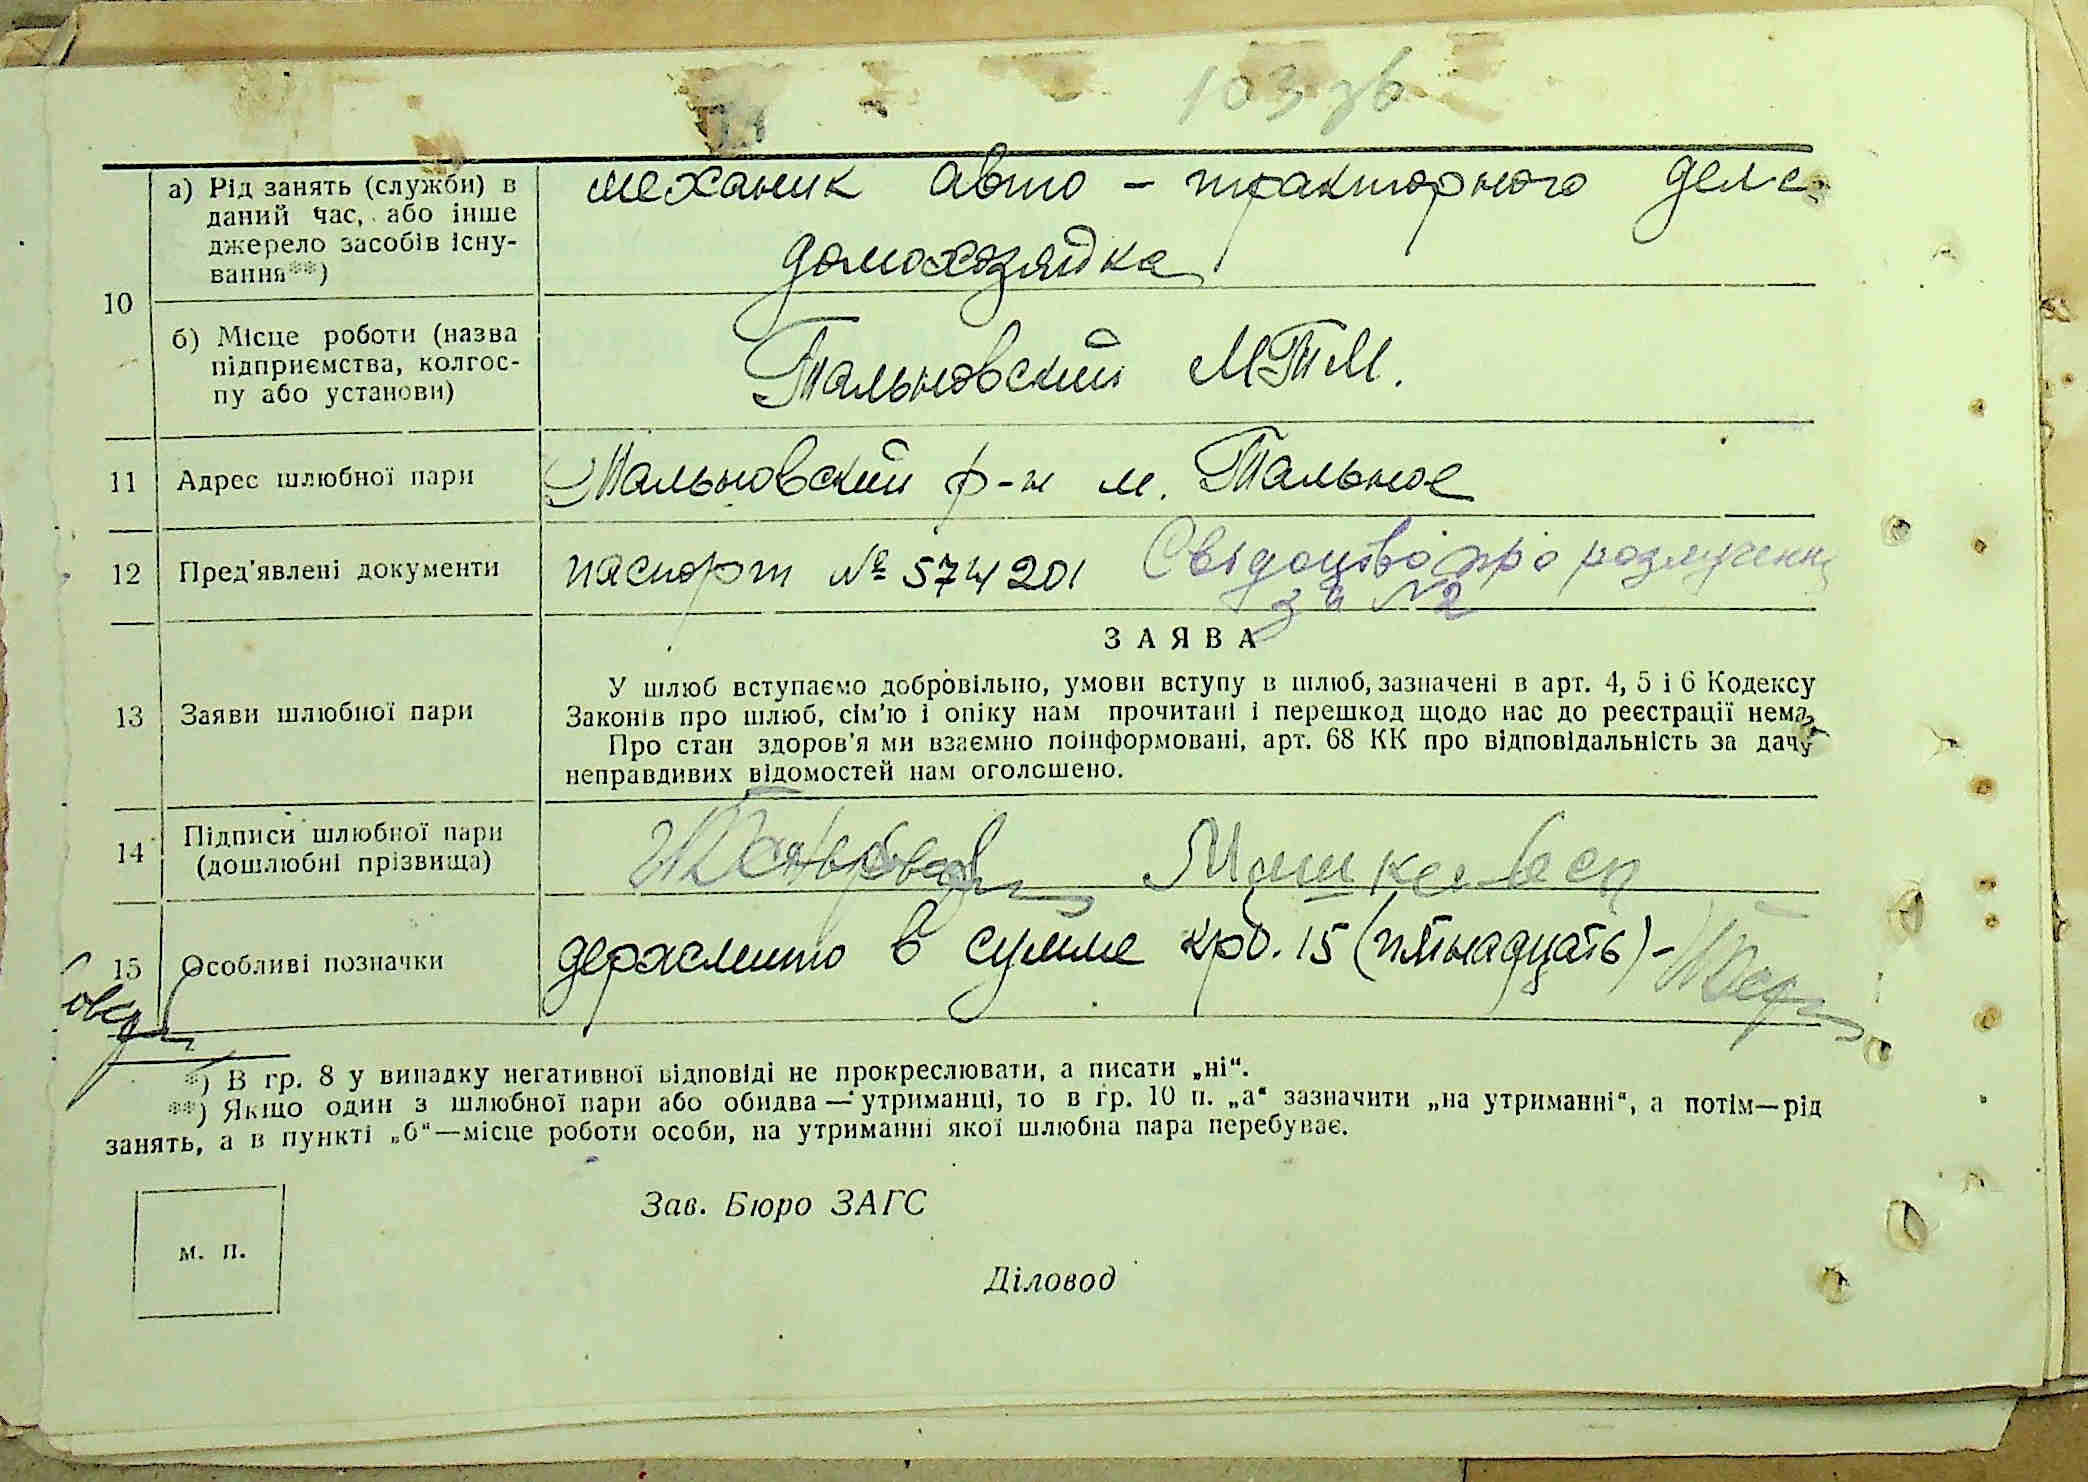 103 зв
10
а) Рід занять (служби) в
даний час, або інше
джерело засобів існу-
вання**)
механик авто - тракторного дела
домохозяйка
б) Місце роботи (назва
підприємства, колгос-
пу або установи)
Тальновский МТМ.
11 Адрес шлюбної пари Тальновский р-н м. Тальное
12 Пред'явлені документи паспорт № 574201 Свідоцтво про розлучення
за № 2
ЗАЯВА
13 Заяви шлюбної пари
У шлюб вступаємо добровільно, умови вступу в шлюб, зазначені в арт. 4, 5 і 6 Кодексу
Законів про шлюб, сім'ю і опіку нам прочитані і перешкод щодо нас до реєстрації нема.
Про стан здоров'я ми взаємно поінформовані, арт. 68 КК про відповідальність за дачу
неправдивих відомостей нам оголошено.
14 Підписи шлюбної пари
(дошлюбні прізвища)
15 Особливі позначки держмито в сумме крб. 15 (пятнадцать) -
*) В гр. 8 у випадку негативної відповіді не прокреслювати, а писати „ні“.
**) Якщо один з шлюбної пари або обидва — утриманці, то в гр. 10 п. „а“ зазначити „на утриманні“, а потім—рід
занять, а в пункті „б“—місце роботи особи, на утриманні якої шлюбна пара перебуває.
Зав. Бюро ЗАГС
м. п.
Діловод